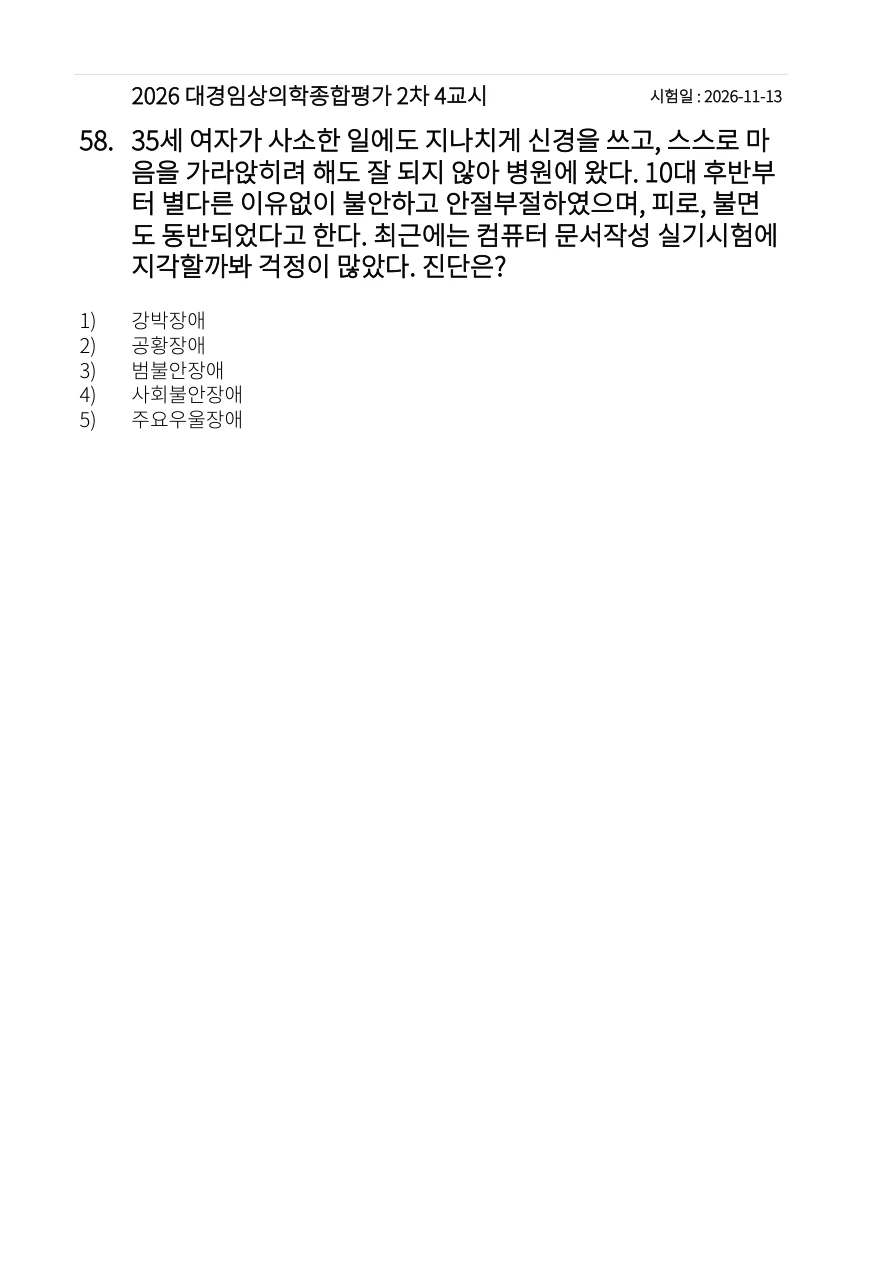 2026 대경임상의학종합평가 2차 4교시
시험일 : 2026-11-13
58. 35세 여자가 사소한 일에도 지나치게 신경을 쓰고, 스스로 마
음을 가라앉히려 해도 잘 되지 않아 병원에 왔다. 10대 후반부
터 별다른 이유없이 불안하고 안절부절하였으며, 피로, 불면
도 동반되었다고 한다. 최근에는 컴퓨터 문서작성 실기시험에
지각할까봐 걱정이 많았다. 진단은?
1) 강박장애
2) 공황장애
3) 범불안장애
4) 사회불안장애
5) 주요우울장애